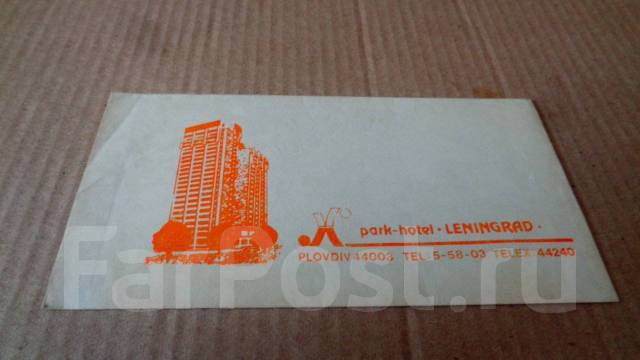 park-hotel · LENINGRAD ·
PLOVDIV 44003 TEL. 5-58-03 TELEX: 44240
FarPost.ru